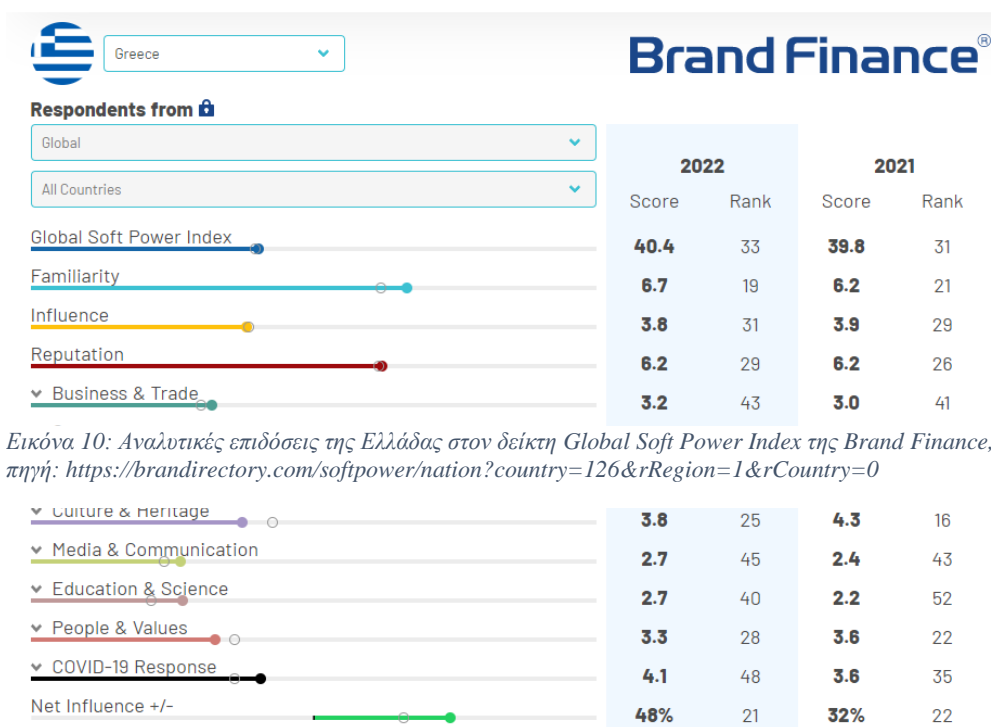 Greece
Brand Finance®
Respondents from
Global
All Countries
2022 2021
Score Rank Score Rank
Global Soft Power Index 40.4 33 39.8 31
Familiarity 6.7 19 6.2 21
Influence 3.8 31 3.9 29
Reputation 6.2 29 6.2 26
Business & Trade 3.2 43 3.0 41
Εικόνα 10: Αναλυτικές επιδόσεις της Ελλάδας στον δείκτη Global Soft Power Index της Brand Finance,
πηγή: https://brandirectory.com/softpower/nation?country=126&rRegion=1&rCountry=0
Culture & Heritage 3.8 25 4.3 16
Media & Communication 2.7 45 2.4 43
Education & Science 2.7 40 2.2 52
People & Values 3.3 28 3.6 22
COVID-19 Response 4.1 48 3.6 35
Net Influence +/- 48% 21 32% 22